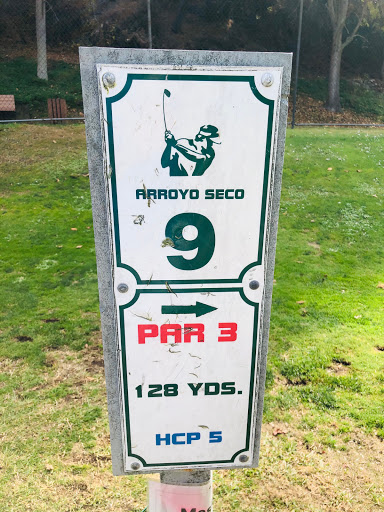 ARROYO SECO
9
PAR 3
128 YDS.
HCP 5